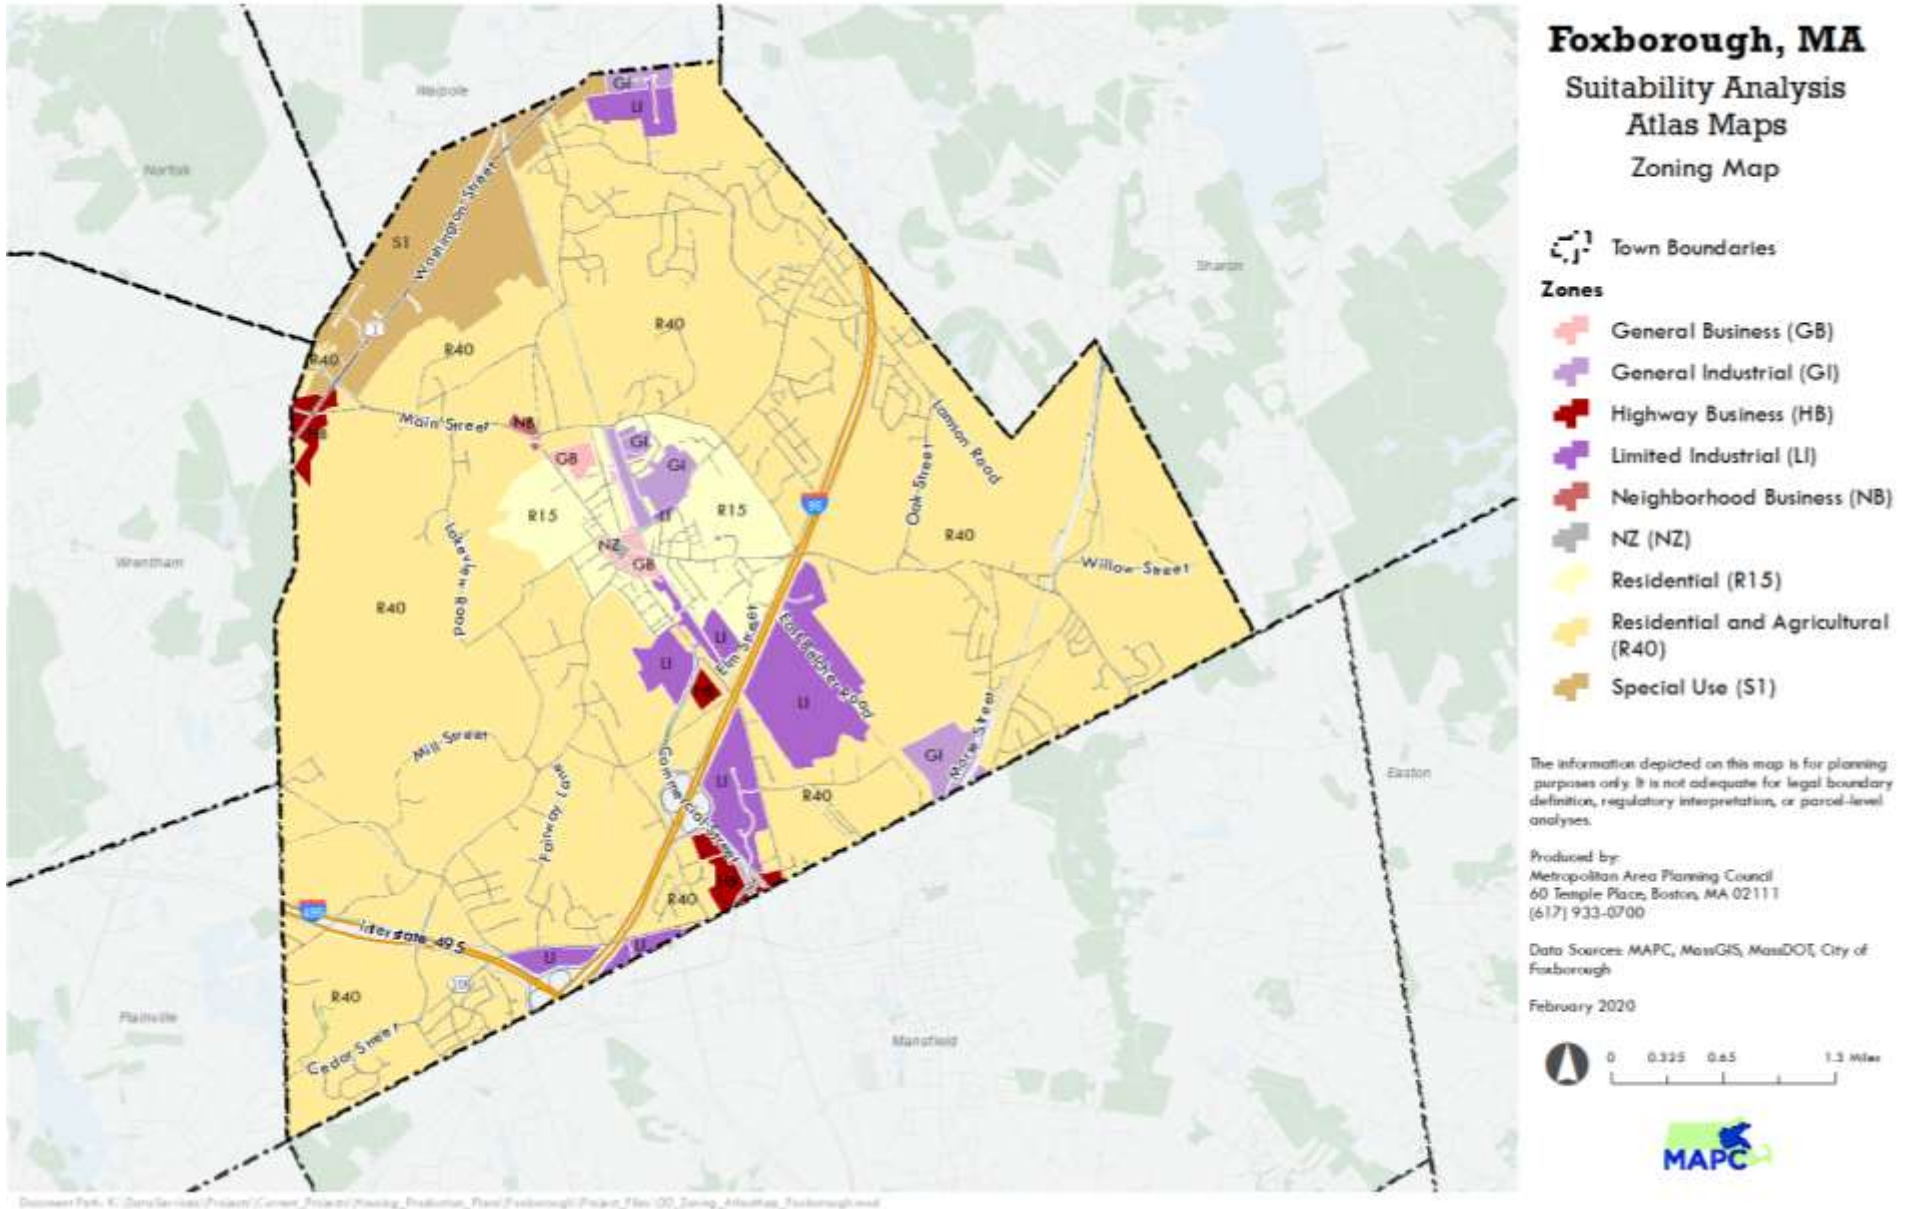 Foxborough, MA
Suitability Analysis
Atlas Maps
Zoning Map
Town Boundaries
Zones
General Business (GB)
General Industrial (GI)
Highway Business (HB)
Limited Industrial (LI)
Neighborhood Business (NB)
NZ (NZ)
Residential (R15)
Residential and Agricultural
(R40)
Special Use (S1)
The information depicted on this map is for planning
purposes only. It is not adequate for legal boundary
definition, regulatory interpretation, or parcel-level
analyses.
Produced by:
Metropolitan Area Planning Council
60 Temple Place, Boston, MA 02111
(617) 933-0700
Data Sources: MAPC, MassGIS, MassDOT, City of
Foxborough
February 2020
0 0.325 0.65 1.3 Miles
MAPC
Walpole
Norfolk
Sharon
Wrentham
Easton
Plainville
Mansfield
GI
LI
S1
Washington Street
1
R40
R40
R40
HB
Main Street
NB
GB
GI
GI
R15
LI
R15
NZ
GB
95
Lamson Road
Oak Street
R40
Willow Street
Lakeview Road
R40
LI
LI
Elm Street
East Belcher Road
LI
Mill Street
Commercial Street
LI
GI
More Street
R40
Fairway Lane
R40
HB
495
Interstate 495
LI
LI
R40
Cedar Street